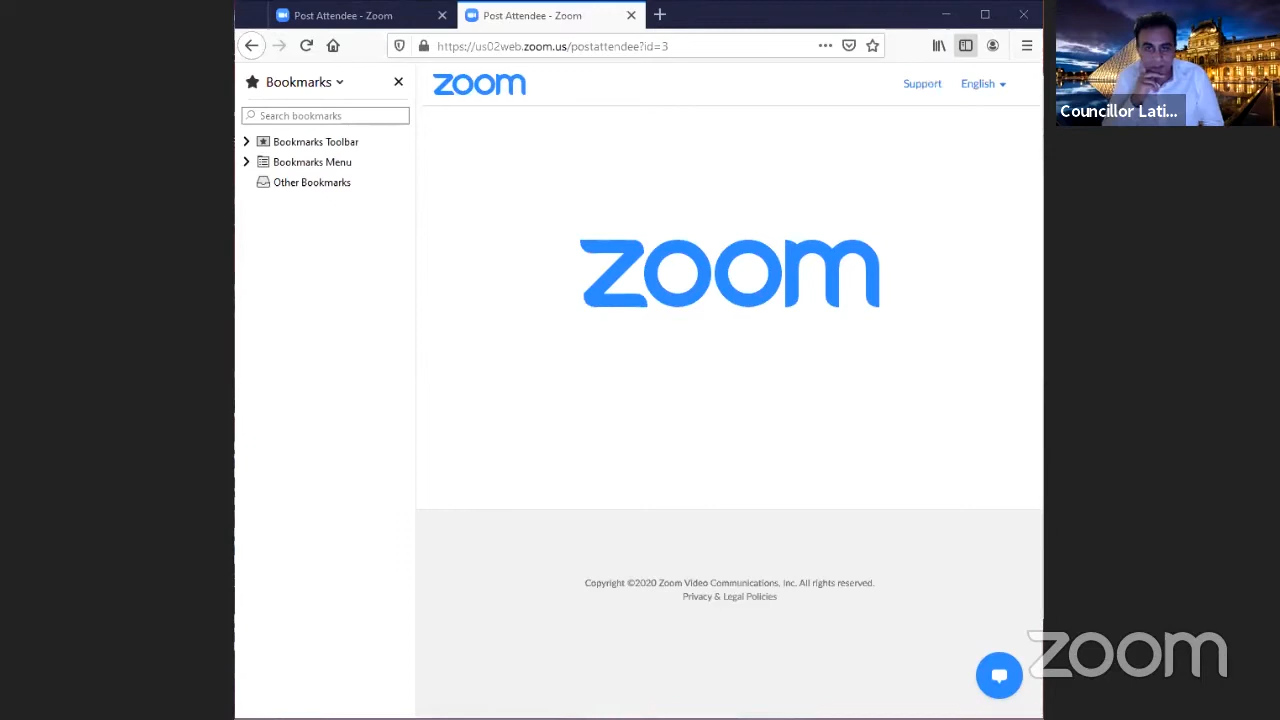 Post Attendee - Zoom
Post Attendee - Zoom
https://us02web.zoom.us/postattendee?id=3
Bookmarks
Search bookmarks
Bookmarks Toolbar
Bookmarks Menu
Other Bookmarks
zoom
Support
English
zoom
Copyright ©2020 Zoom Video Communications, Inc. All rights reserved.
Privacy & Legal Policies
Councillor Lati...
zoom